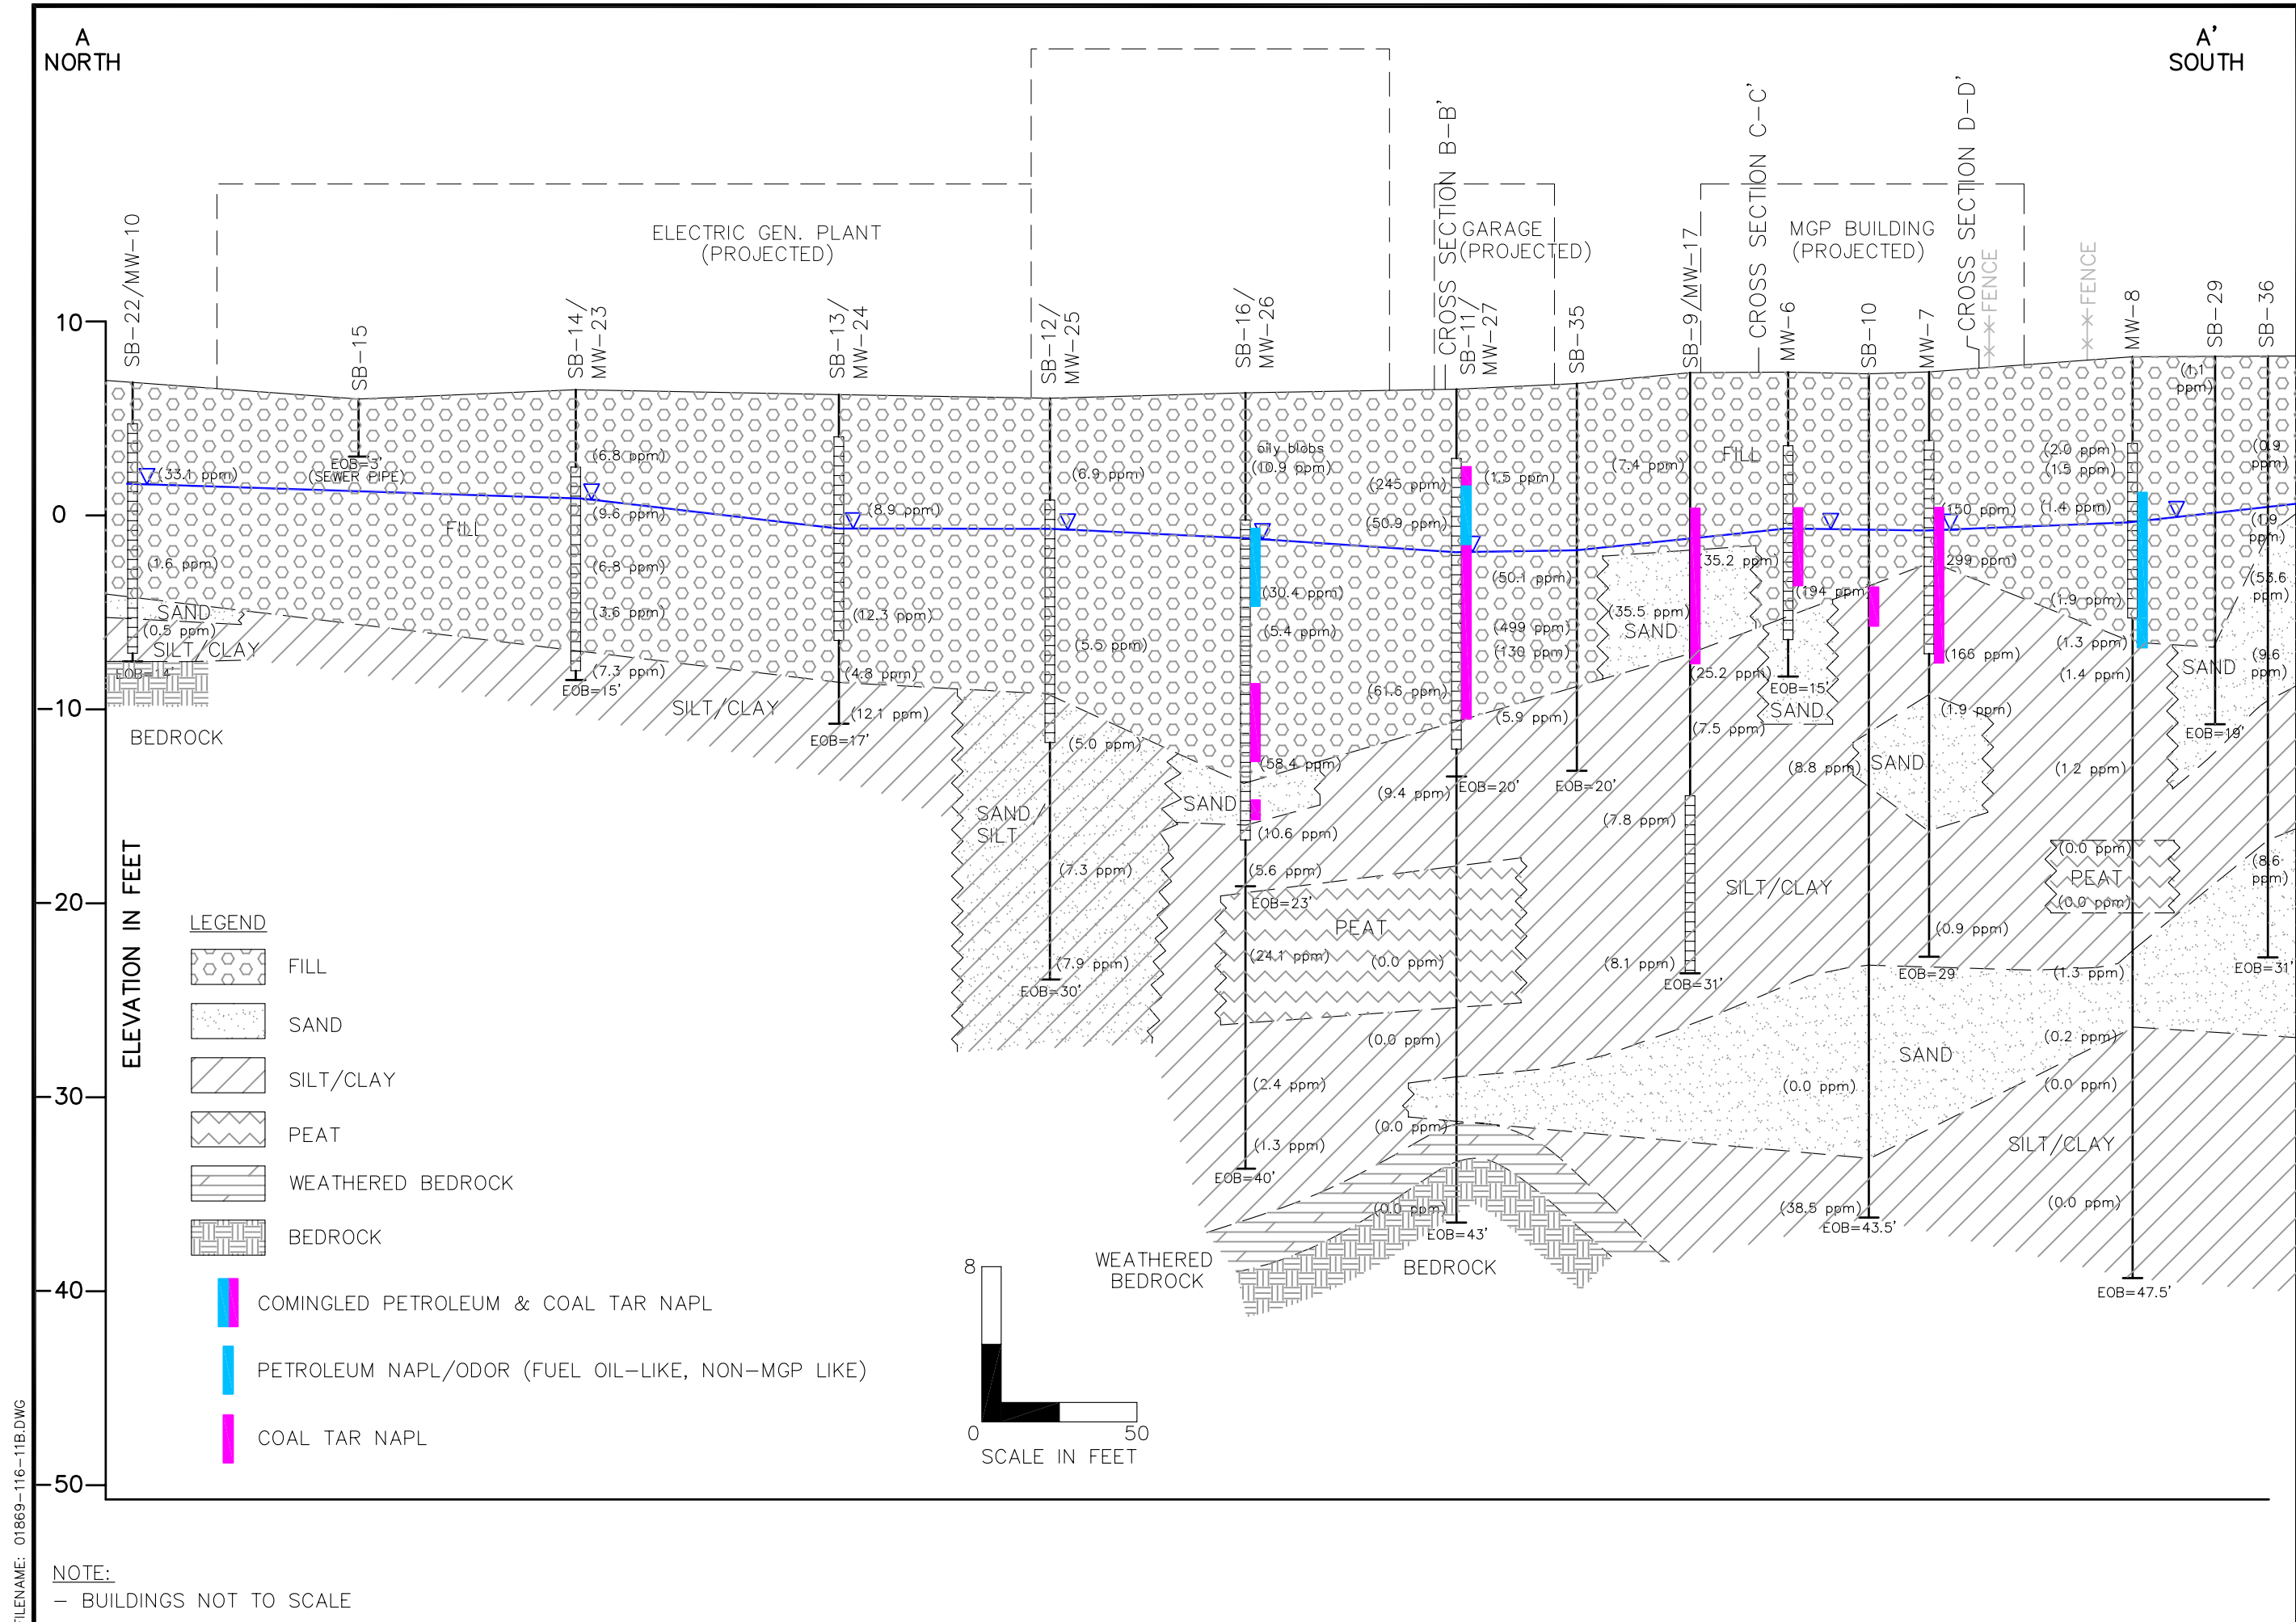 A
NORTH
A'
SOUTH
ELECTRIC GEN. PLANT
(PROJECTED)
GARAGE
(PROJECTED)
MGP BUILDING
(PROJECTED)
CROSS SECTION B-B'
CROSS SECTION C-C'
CROSS SECTION D-D'
FENCE
FENCE
SB-22/MW-10
SB-15
SB-14/
MW-23
SB-13/
MW-24
SB-12/
MW-25
SB-16/
MW-26
SB-11/
MW-27
SB-35
SB-9/MW-17
MW-6
SB-10
MW-7
MW-8
SB-29
SB-36
10
0
-10
-20
-30
-40
-50
ELEVATION IN FEET
(33.1 ppm)
(1.6 ppm)
SAND
(0.5 ppm)
SILT/CLAY
EOB=14'
BEDROCK
EOB=3'
(SEWER PIPE)
FILL
(6.8 ppm)
(9.6 ppm)
(6.8 ppm)
(3.6 ppm)
(7.3 ppm)
EOB=15'
SILT/CLAY
(8.9 ppm)
(12.3 ppm)
(4.8 ppm)
(12.1 ppm)
EOB=17'
(6.9 ppm)
(5.5 ppm)
(5.0 ppm)
SAND/
SILT
(7.3 ppm)
(7.9 ppm)
EOB=30'
oily blobs
(10.9 ppm)
(30.4 ppm)
(5.4 ppm)
(58.4 ppm)
SAND
(10.6 ppm)
(5.6 ppm)
EOB=23'
(24.1 ppm)
(2.4 ppm)
(1.3 ppm)
EOB=40'
PEAT
(245 ppm)
(50.9 ppm)
(61.6 ppm)
(9.4 ppm)
EOB=20'
(0.0 ppm)
(0.0 ppm)
(0.0 ppm)
(0.0 ppm)
EOB=43'
WEATHERED
BEDROCK
BEDROCK
(1.5 ppm)
(50.1 ppm)
(499 ppm)
(130 ppm)
(5.9 ppm)
EOB=20'
(7.4 ppm)
(35.2 ppm)
(35.5 ppm)
SAND
(25.2 ppm)
(7.5 ppm)
(7.8 ppm)
(8.1 ppm)
EOB=31'
FILL
(194 ppm)
EOB=15'
SAND
SILT/CLAY
(8.8 ppm)
SAND
(0.0 ppm)
(38.5 ppm)
EOB=43.5'
(150 ppm)
(299 ppm)
(166 ppm)
(1.9 ppm)
(0.9 ppm)
EOB=29'
SAND
(2.0 ppm)
(1.5 ppm)
(1.4 ppm)
(1.9 ppm)
(1.3 ppm)
(1.4 ppm)
(1.2 ppm)
(0.0 ppm)
PEAT
(0.0 ppm)
(1.3 ppm)
(0.2 ppm)
(0.0 ppm)
SILT/CLAY
(0.0 ppm)
EOB=47.5'
(1.1
ppm)
SAND
EOB=19'
(0.9
ppm)
(1.9
ppm)
(53.6
ppm)
(9.6
ppm)
(8.6
ppm)
EOB=31'
LEGEND
FILL
SAND
SILT/CLAY
PEAT
WEATHERED BEDROCK
BEDROCK
COMINGLED PETROLEUM & COAL TAR NAPL
PETROLEUM NAPL/ODOR (FUEL OIL-LIKE, NON-MGP LIKE)
COAL TAR NAPL
8
0
50
SCALE IN FEET
NOTE:
- BUILDINGS NOT TO SCALE
FILENAME: 01869-116-11B.DWG